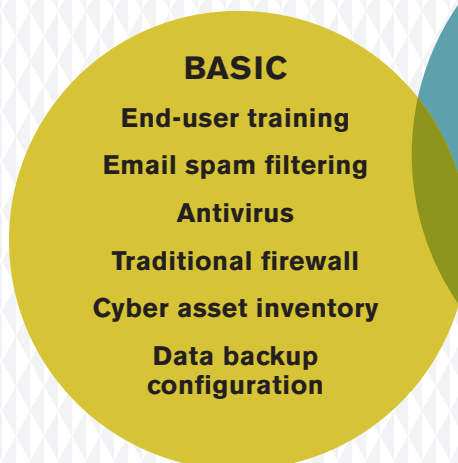 BASIC
End-user training
Email spam filtering
Antivirus
Traditional firewall
Cyber asset inventory
Data backup
configuration